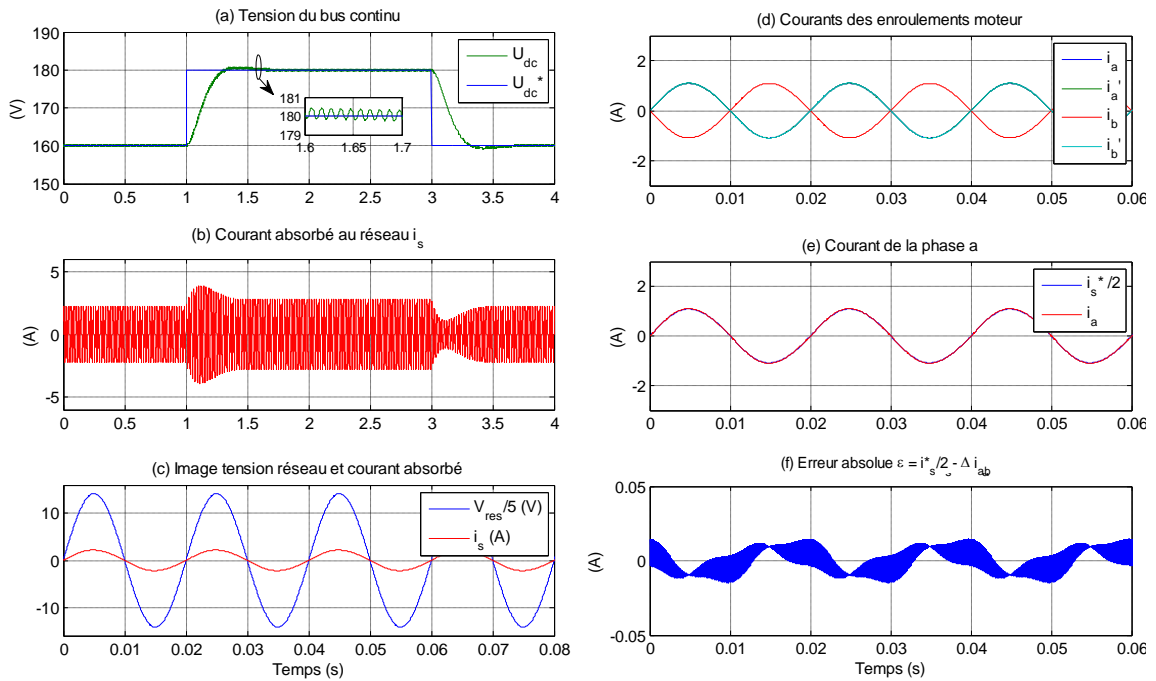 (a) Tension du bus continu
190
180
170
160
150
(V)
U_dc
U_dc*
181
180
179
1.6 1.65 1.7
0 0.5 1 1.5 2 2.5 3 3.5 4
(b) Courant absorbé au réseau i_s
5
0
-5
(A)
0 0.5 1 1.5 2 2.5 3 3.5 4
(c) Image tension réseau et courant absorbé
10
0
-10
V_res/5 (V)
i_s (A)
0 0.01 0.02 0.03 0.04 0.05 0.06 0.07 0.08
Temps (s)
(d) Courants des enroulements moteur
2
0
-2
(A)
i_a
i_a'
i_b
i_b'
0 0.01 0.02 0.03 0.04 0.05 0.06
(e) Courant de la phase a
2
0
-2
(A)
i_s*/2
i_a
0 0.01 0.02 0.03 0.04 0.05 0.06
(f) Erreur absolue ε = i*_s/2 - Δ i_ab
0.05
0
-0.05
(A)
0 0.01 0.02 0.03 0.04 0.05 0.06
Temps (s)